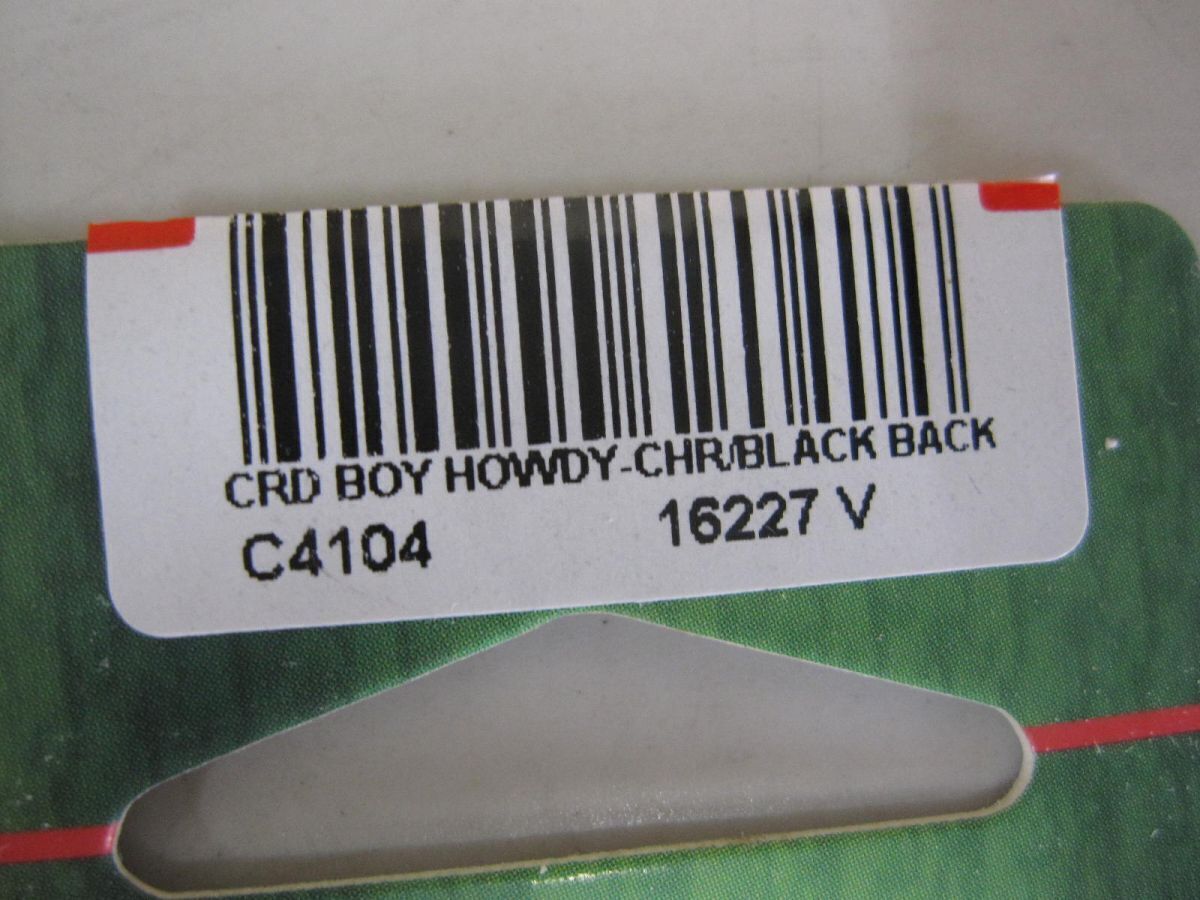 CRD BOY HOWDY-CHR/BLACK BACK
C4104 16227 V